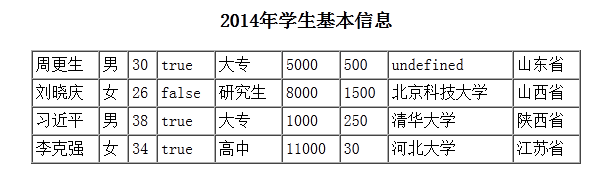 2014年学生基本信息
周更生 男 30 true 大专 5000 500 undefined 山东省
刘晓庆 女 26 false 研究生 8000 1500 北京科技大学 山西省
习近平 男 38 true 大专 1000 250 清华大学 陕西省
李克强 女 34 true 高中 11000 30 河北大学 江苏省